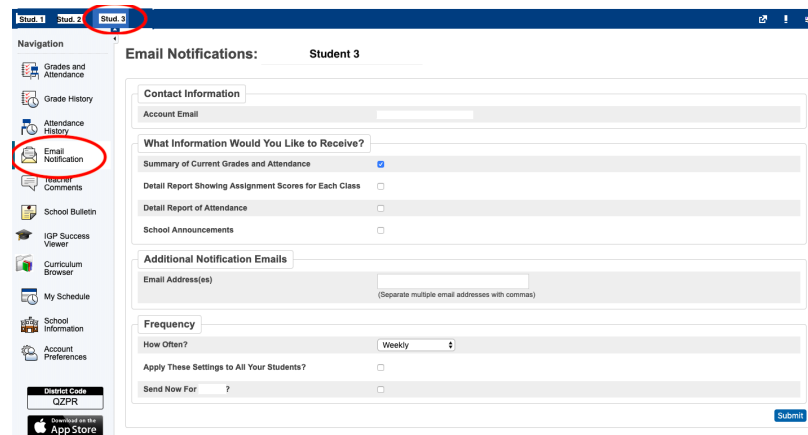 Stud. 1 Stud. 2 Stud. 3
Navigation
Grades and
Attendance
Grade History
Attendance
History
Email
Notification
Teacher
Comments
School Bulletin
IGP Success
Viewer
Curriculum
Browser
My Schedule
School
Information
Account
Preferences
District Code
QZPR
Download on the
App Store
Email Notifications: Student 3
Contact Information
Account Email
What Information Would You Like to Receive?
Summary of Current Grades and Attendance
Detail Report Showing Assignment Scores for Each Class
Detail Report of Attendance
School Announcements
Additional Notification Emails
Email Address(es)
(Separate multiple email addresses with commas)
Frequency
How Often? Weekly
Apply These Settings to All Your Students?
Send Now For ?
Submit